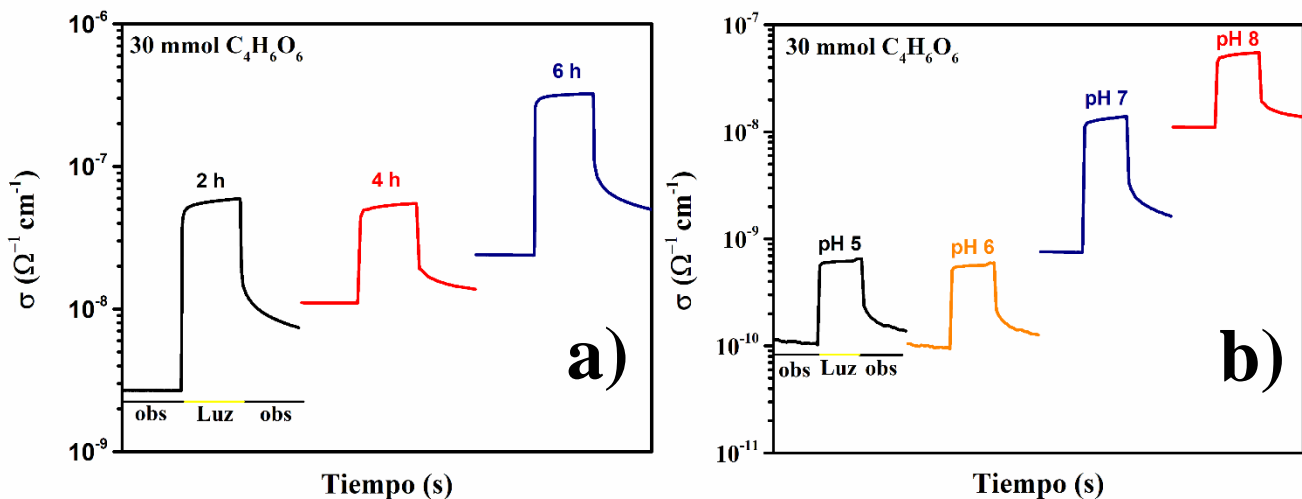 30 mmol C₄H₆O₆
2 h
4 h
6 h
10⁻⁶
10⁻⁷
10⁻⁸
10⁻⁹
σ (Ω⁻¹ cm⁻¹)
obs Luz obs
a)
Tiempo (s)
30 mmol C₄H₆O₆
pH 5
pH 6
pH 7
pH 8
10⁻⁷
10⁻⁸
10⁻⁹
10⁻¹⁰
10⁻¹¹
σ (Ω⁻¹ cm⁻¹)
obs Luz obs
b)
Tiempo (s)